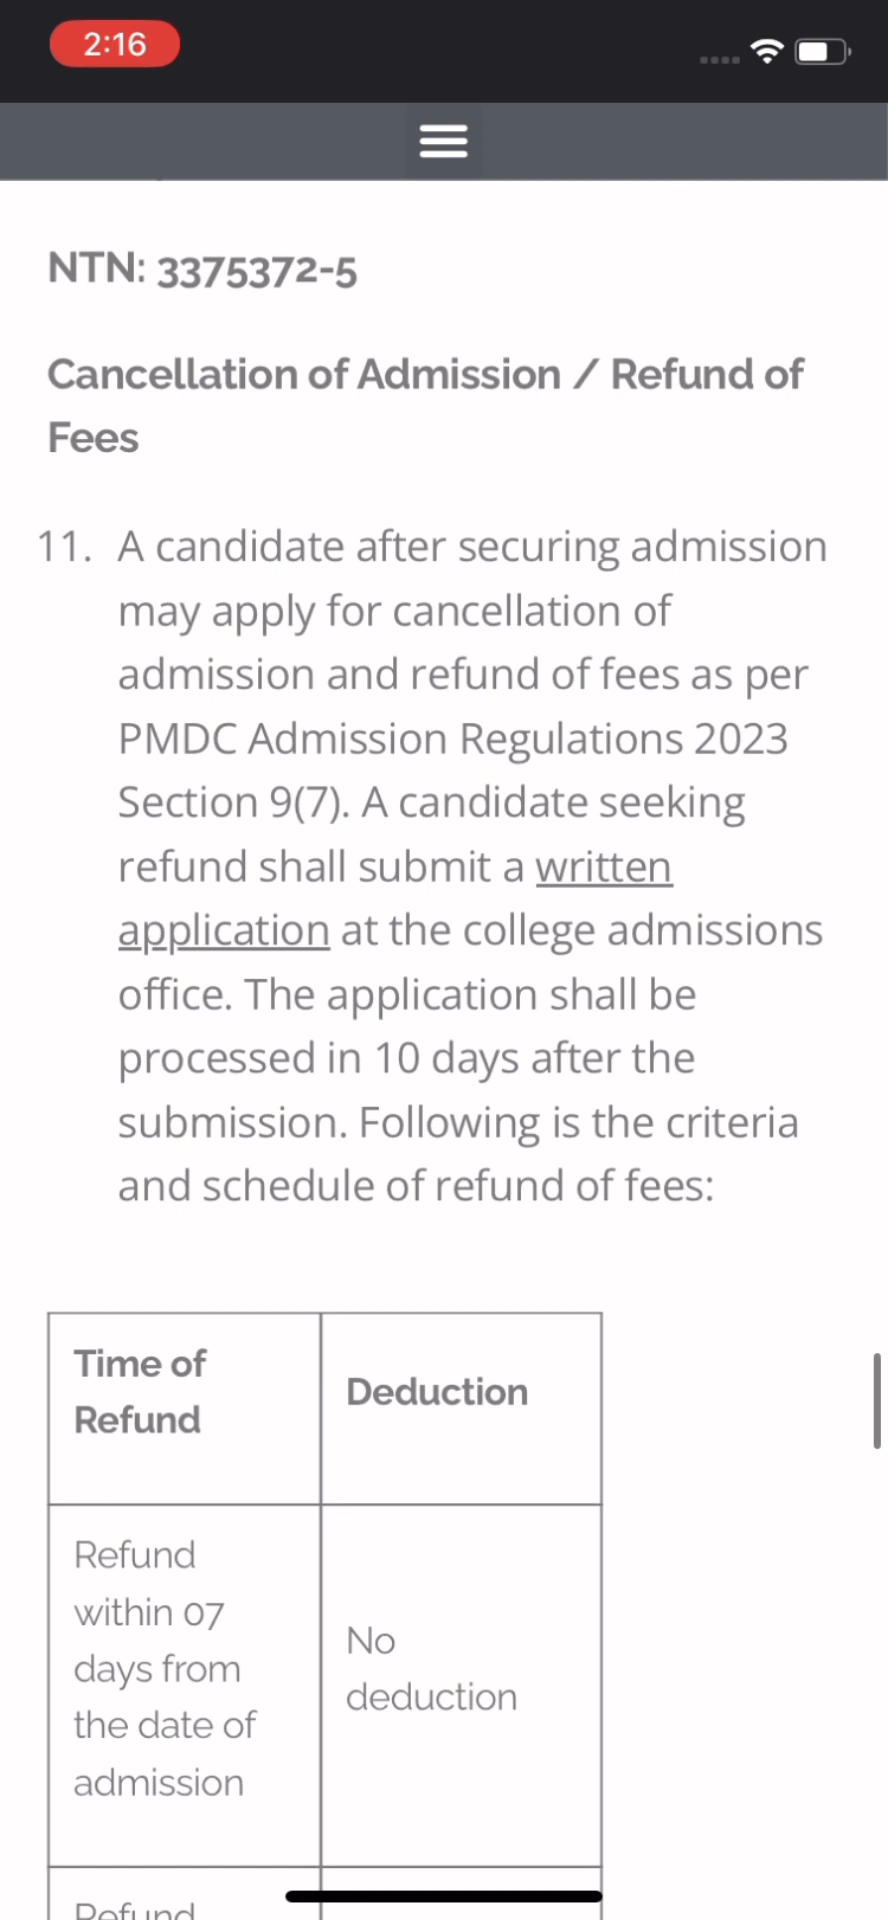 2:16
NTN: 3375372-5
Cancellation of Admission / Refund of
Fees
11. A candidate after securing admission
may apply for cancellation of
admission and refund of fees as per
PMDC Admission Regulations 2023
Section 9(7). A candidate seeking
refund shall submit a written
application at the college admissions
office. The application shall be
processed in 10 days after the
submission. Following is the criteria
and schedule of refund of fees:
Time of
Refund
Deduction
Refund
within 07
days from
the date of
admission
No
deduction
Refund